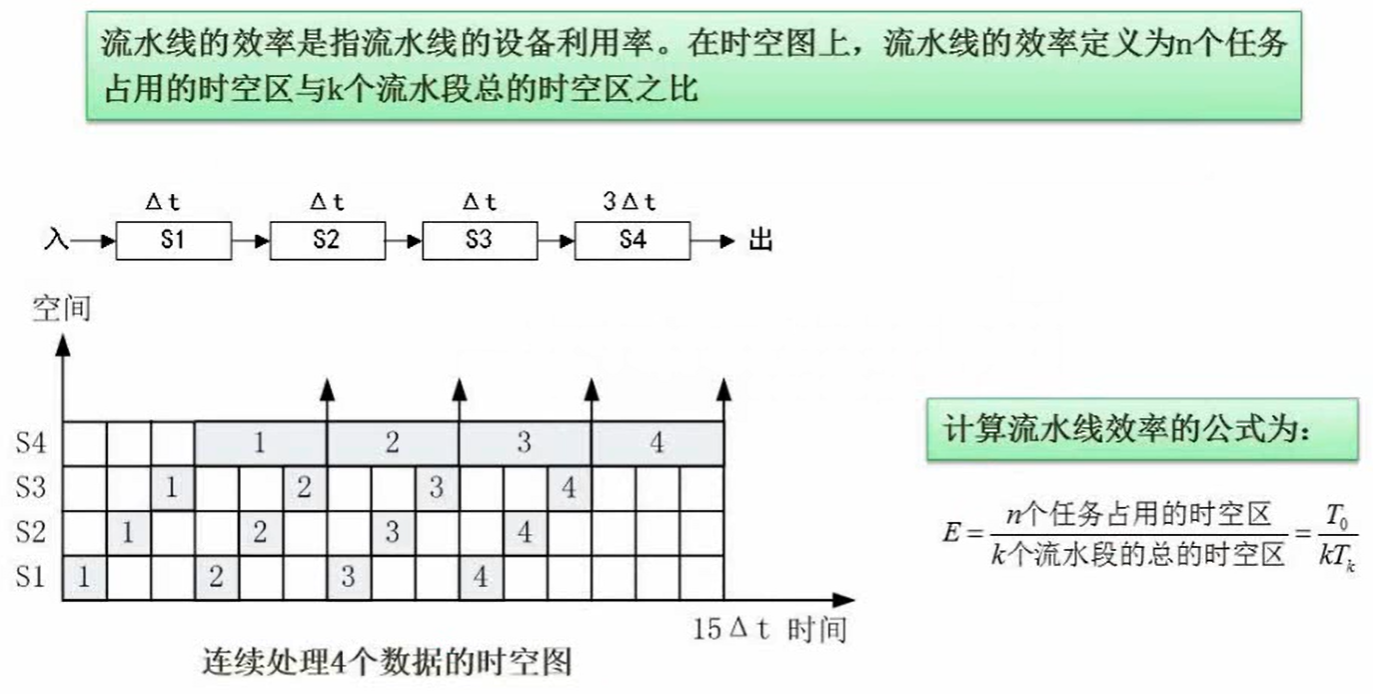 流水线的效率是指流水线的设备利用率。在时空图上，流水线的效率定义为n个任务
占用的时空区与k个流水段总的时空区之比
Δt Δt Δt 3Δt
入 S1 S2 S3 S4 出
空间
S4 1 2 3 4
S3 1 2 3 4
S2 1 2 3 4
S1 1 2 3 4
15Δt 时间
连续处理4个数据的时空图
计算流水线效率的公式为：
E = n个任务占用的时空区 / k个流水段的总的时空区 = T₀ / kTₖ